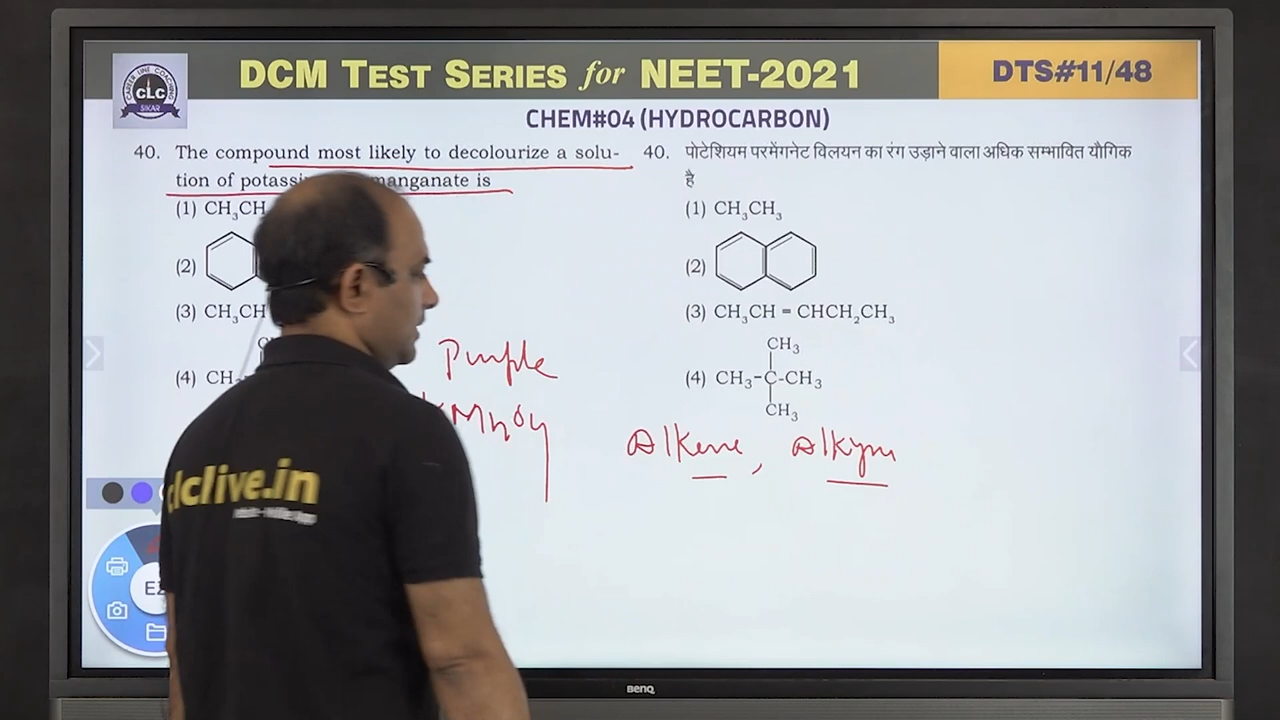 DCM TEST SERIES for NEET-2021
DTS#11/48
CLC
SIKAR
CHEM#04 (HYDROCARBON)
40. The compound most likely to decolourize a solu-
tion of potassi manganate is
(1) CH₃CH
(2)
(3) CH₃CH
(4) CH
40. पोटेशियम परमेंगनेट विलयन का रंग उड़ाने वाला अधिक सम्भावित यौगिक
है
(1) CH₃CH₃
(2)
(3) CH₃CH = CHCH₂CH₃
CH₃
(4) CH₃-C-CH₃
CH₃
Purple
KMnO4
Alkene, Alkyne
clclive.in
BenQ